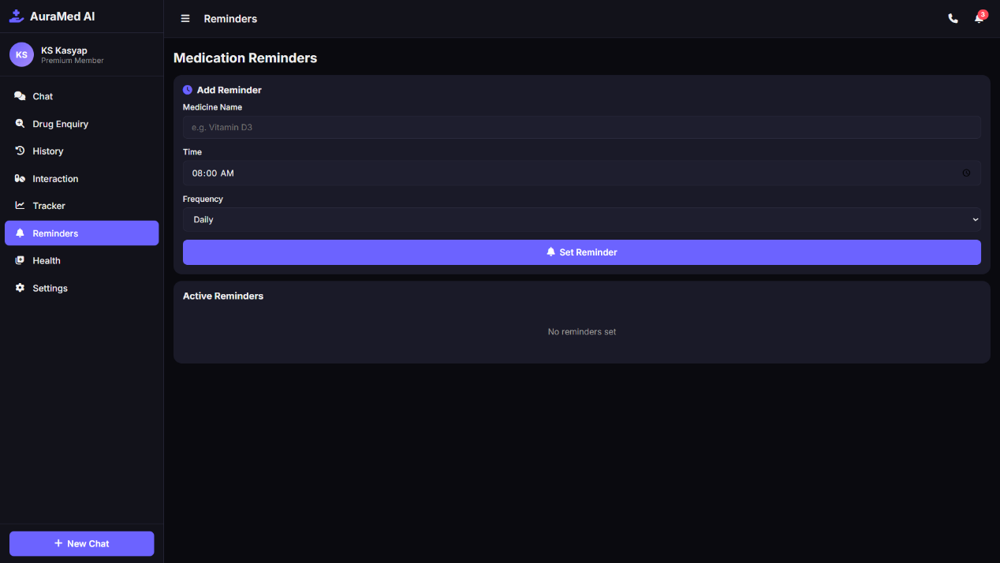 AuraMed AI
KS
KS Kasyap
Premium Member
Chat
Drug Enquiry
History
Interaction
Tracker
Reminders
Health
Settings
New Chat
Reminders
3
Medication Reminders
Add Reminder
Medicine Name
e.g. Vitamin D3
Time
08:00 AM
Frequency
Daily
Set Reminder
Active Reminders
No reminders set